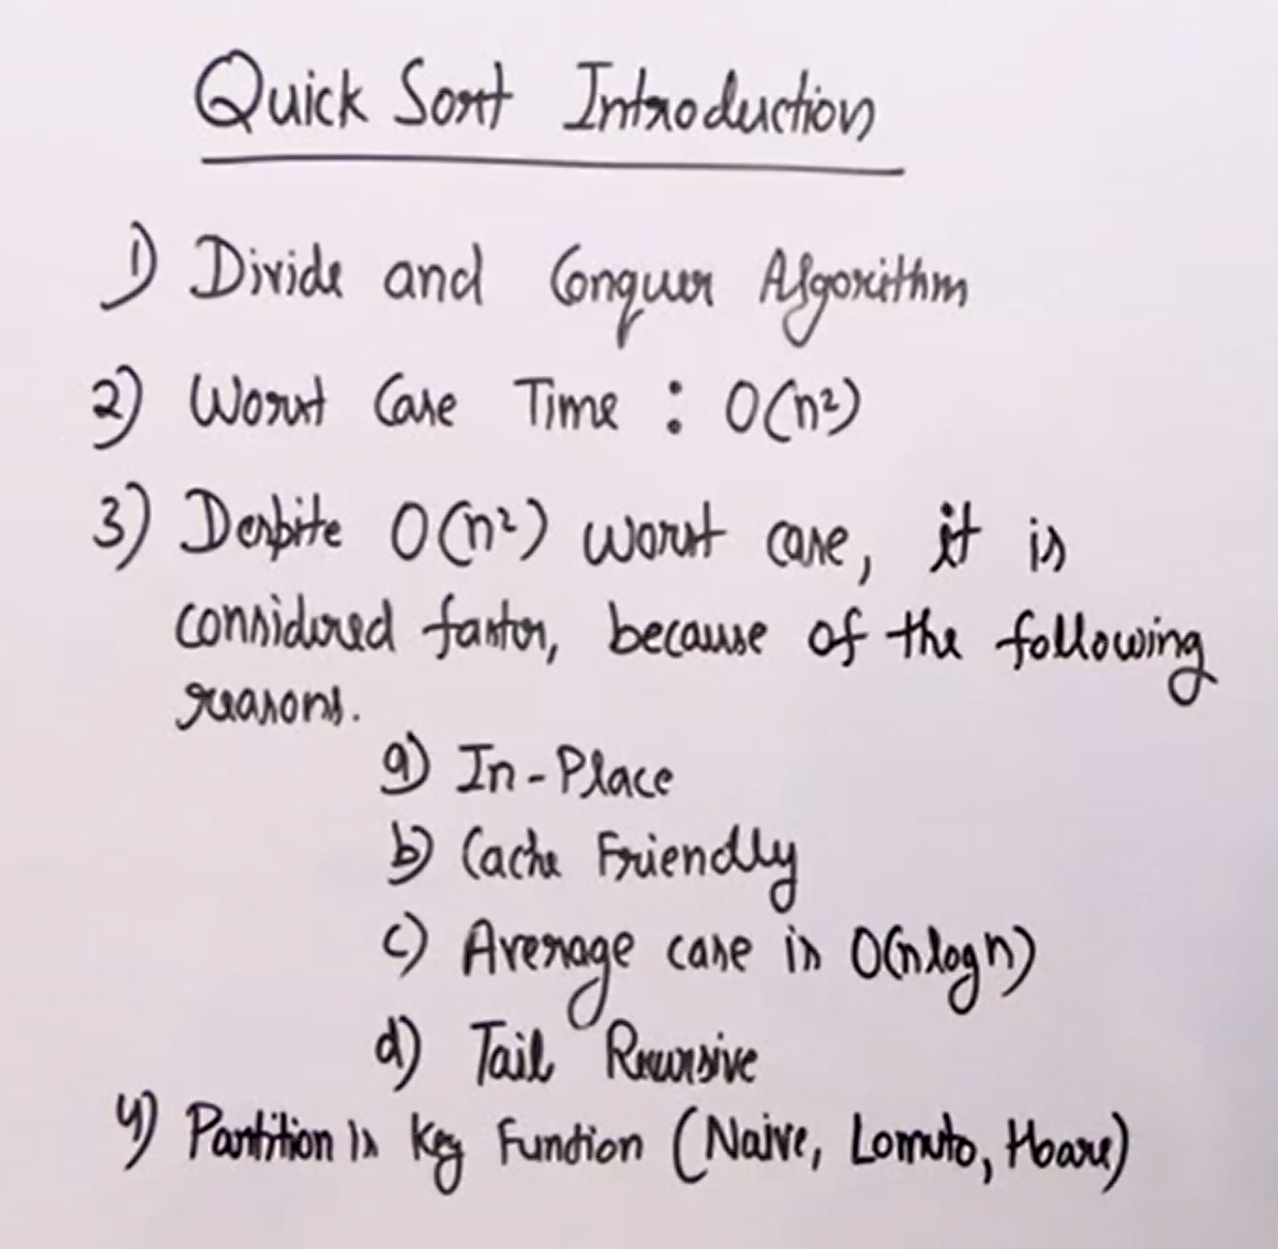 Quick Sort Introduction
1) Divide and Conquer Algorithm
2) Worst Case Time : O(n²)
3) Despite O(n²) worst case, it is
considered faster, because of the following
reasons.
a) In-Place
b) Cache Friendly
c) Average case is O(nlogn)
d) Tail Recursive
4) Partition is key Function (Naive, Lomuto, Hoare)